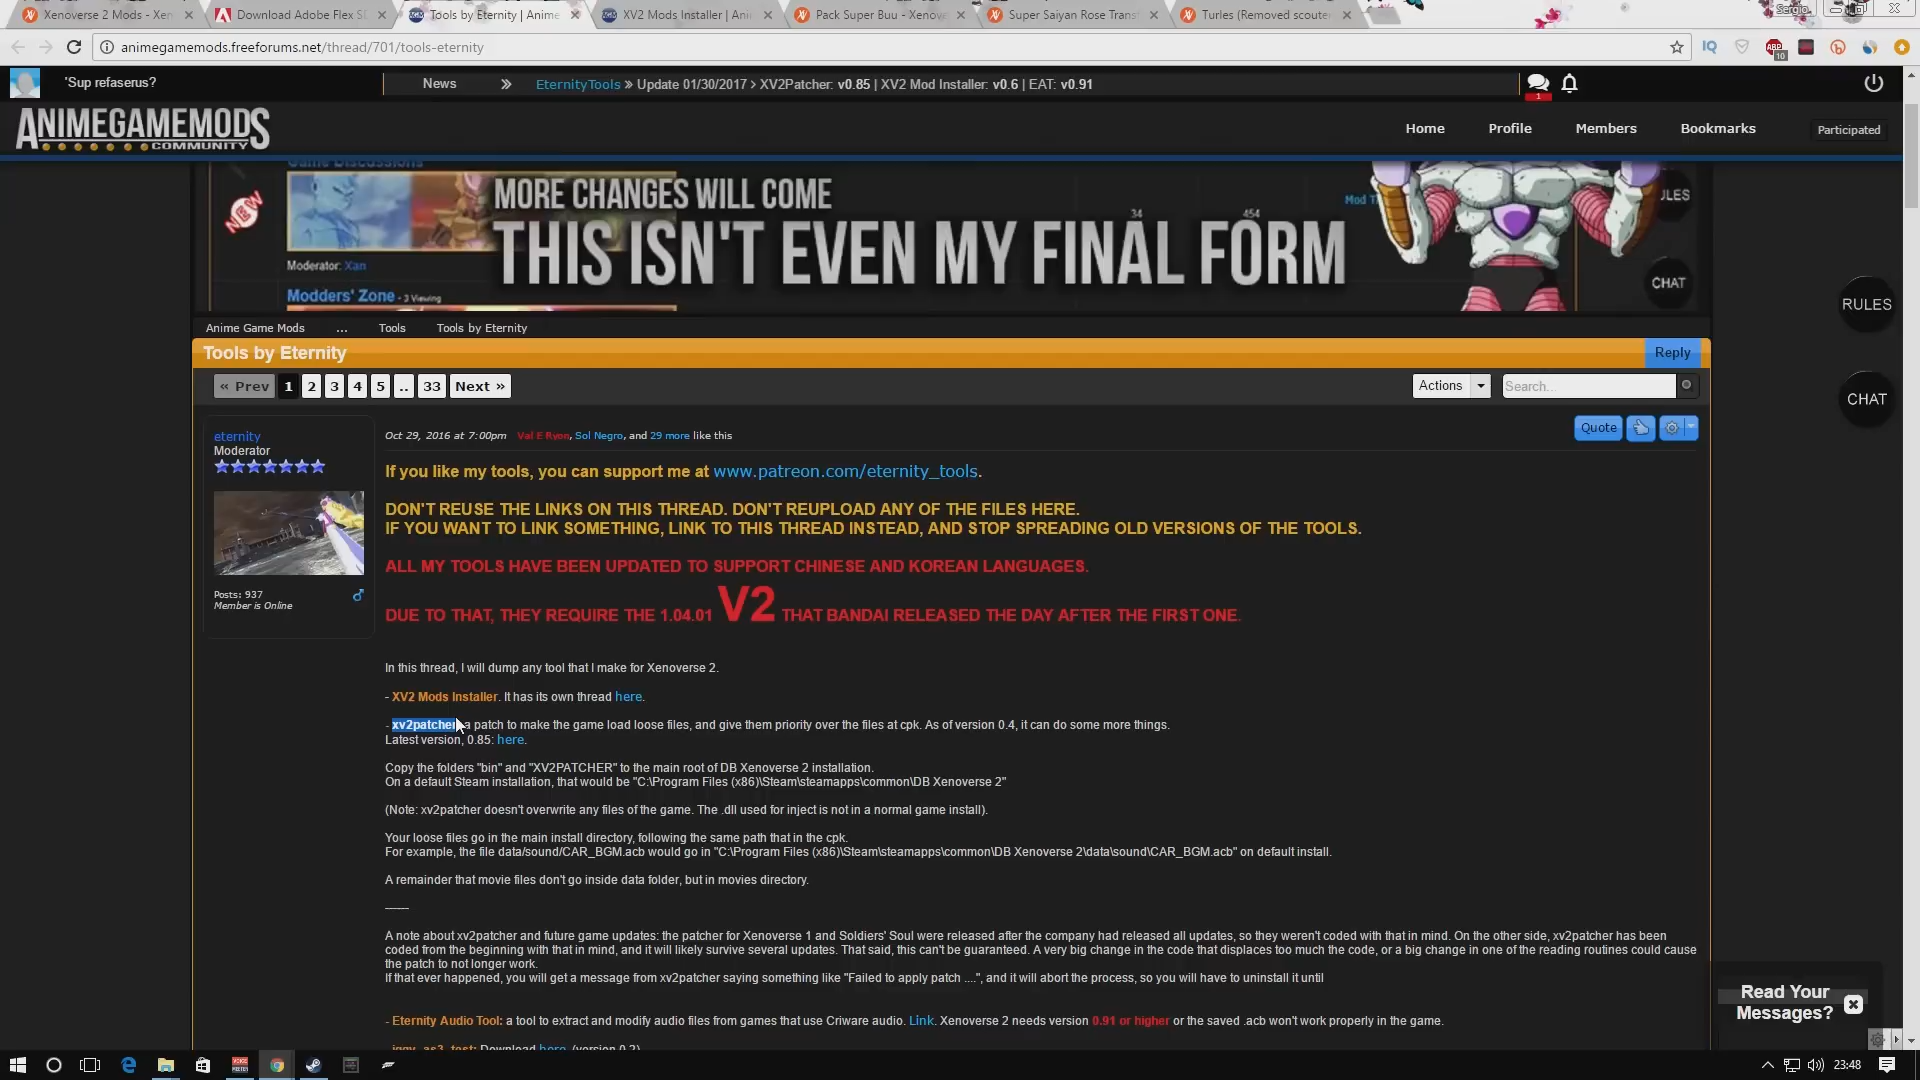 Xenoverse 2 Mods - Xen
Download Adobe Flex SD
Tools by Eternity | Anime
XV2 Mods Installer | Ani
Pack Super Buu - Xenov
Super Saiyan Rose Trans
Turles (Removed scouter
Sergio
animegamemods.freeforums.net/thread/701/tools-eternity
'Sup refaserus?
News
EternityTools » Update 01/30/2017 > XV2Patcher: v0.85 | XV2 Mod Installer: v0.6 | EAT: v0.91
1
ANIMEGAMEMODS
COMMUNITY
Home
Profile
Members
Bookmarks
Participated
Game Discussions
NEW
MORE CHANGES WILL COME
THIS ISN'T EVEN MY FINAL FORM
34
454
Moderator: Xan
Modders' Zone - 3 Viewing
CHAT
RULES
CHAT
Anime Game Mods
...
Tools
Tools by Eternity
Tools by Eternity
Reply
« Prev 1 2 3 4 5 .. 33 Next »
Actions
Search...
eternity
Moderator
Posts: 937
Member is Online
Oct 29, 2016 at 7:00pm Val E Ryon, Sol Negro, and 29 more like this
Quote
If you like my tools, you can support me at www.patreon.com/eternity_tools.
DON'T REUSE THE LINKS ON THIS THREAD. DON'T REUPLOAD ANY OF THE FILES HERE.
IF YOU WANT TO LINK SOMETHING, LINK TO THIS THREAD INSTEAD, AND STOP SPREADING OLD VERSIONS OF THE TOOLS.
ALL MY TOOLS HAVE BEEN UPDATED TO SUPPORT CHINESE AND KOREAN LANGUAGES.
DUE TO THAT, THEY REQUIRE THE 1.04.01 V2 THAT BANDAI RELEASED THE DAY AFTER THE FIRST ONE.
In this thread, I will dump any tool that I make for Xenoverse 2.
- XV2 Mods Installer. It has its own thread here.
- xv2patcher a patch to make the game load loose files, and give them priority over the files at cpk. As of version 0.4, it can do some more things.
Latest version, 0.85: here.
Copy the folders "bin" and "XV2PATCHER" to the main root of DB Xenoverse 2 installation.
On a default Steam installation, that would be "C:\Program Files (x86)\Steam\steamapps\common\DB Xenoverse 2"
(Note: xv2patcher doesn't overwrite any files of the game. The .dll used for inject is not in a normal game install).
Your loose files go in the main install directory, following the same path that in the cpk.
For example, the file data/sound/CAR_BGM.acb would go in "C:\Program Files (x86)\Steam\steamapps\common\DB Xenoverse 2\data\sound\CAR_BGM.acb" on default install.
A remainder that movie files don't go inside data folder, but in movies directory.
A note about xv2patcher and future game updates: the patcher for Xenoverse 1 and Soldiers' Soul were released after the company had released all updates, so they weren't coded with that in mind. On the other side, xv2patcher has been
coded from the beginning with that in mind, and it will likely survive several updates. That said, this can't be guaranteed. A very big change in the code that displaces too much the code, or a big change in one of the reading routines could cause
the patch to not longer work.
If that ever happened, you will get a message from xv2patcher saying something like "Failed to apply patch ....", and it will abort the process, so you will have to uninstall it until
- Eternity Audio Tool: a tool to extract and modify audio files from games that use Criware audio. Link. Xenoverse 2 needs version 0.91 or higher or the saved .acb won't work properly in the game.
- iggy_as3_test: Download here. (version 0.2)
Read Your
Messages?
23:48